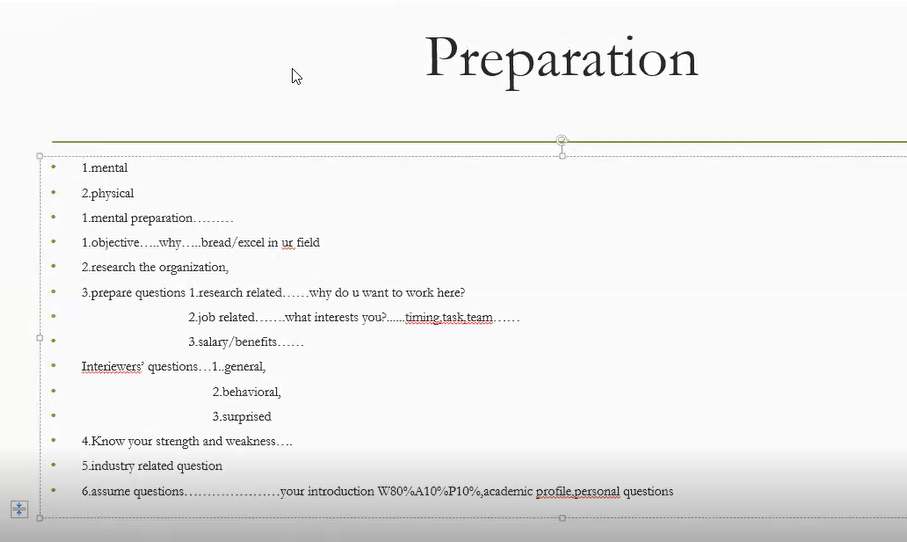 Preparation
1.mental
2.physical
1.mental preparation………
1.objective…..why…..bread/excel in ur field
2.research the organization,
3.prepare questions 1.research related……why do u want to work here?
2.job related…….what interests you?......timing,task,team……
3.salary/benefits……
Interiewers’ questions…1..general,
2.behavioral,
3.surprised
4.Know your strength and weakness….
5.industry related question
6.assume questions…………………your introduction W80%A10%P10%,academic profile,personal questions